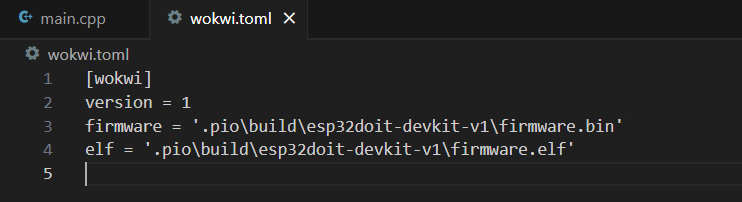 main.cpp
wokwi.toml
wokwi.toml
1 [wokwi]
2 version = 1
3 firmware = '.pio\build\esp32doit-devkit-v1\firmware.bin'
4 elf = '.pio\build\esp32doit-devkit-v1\firmware.elf'
5